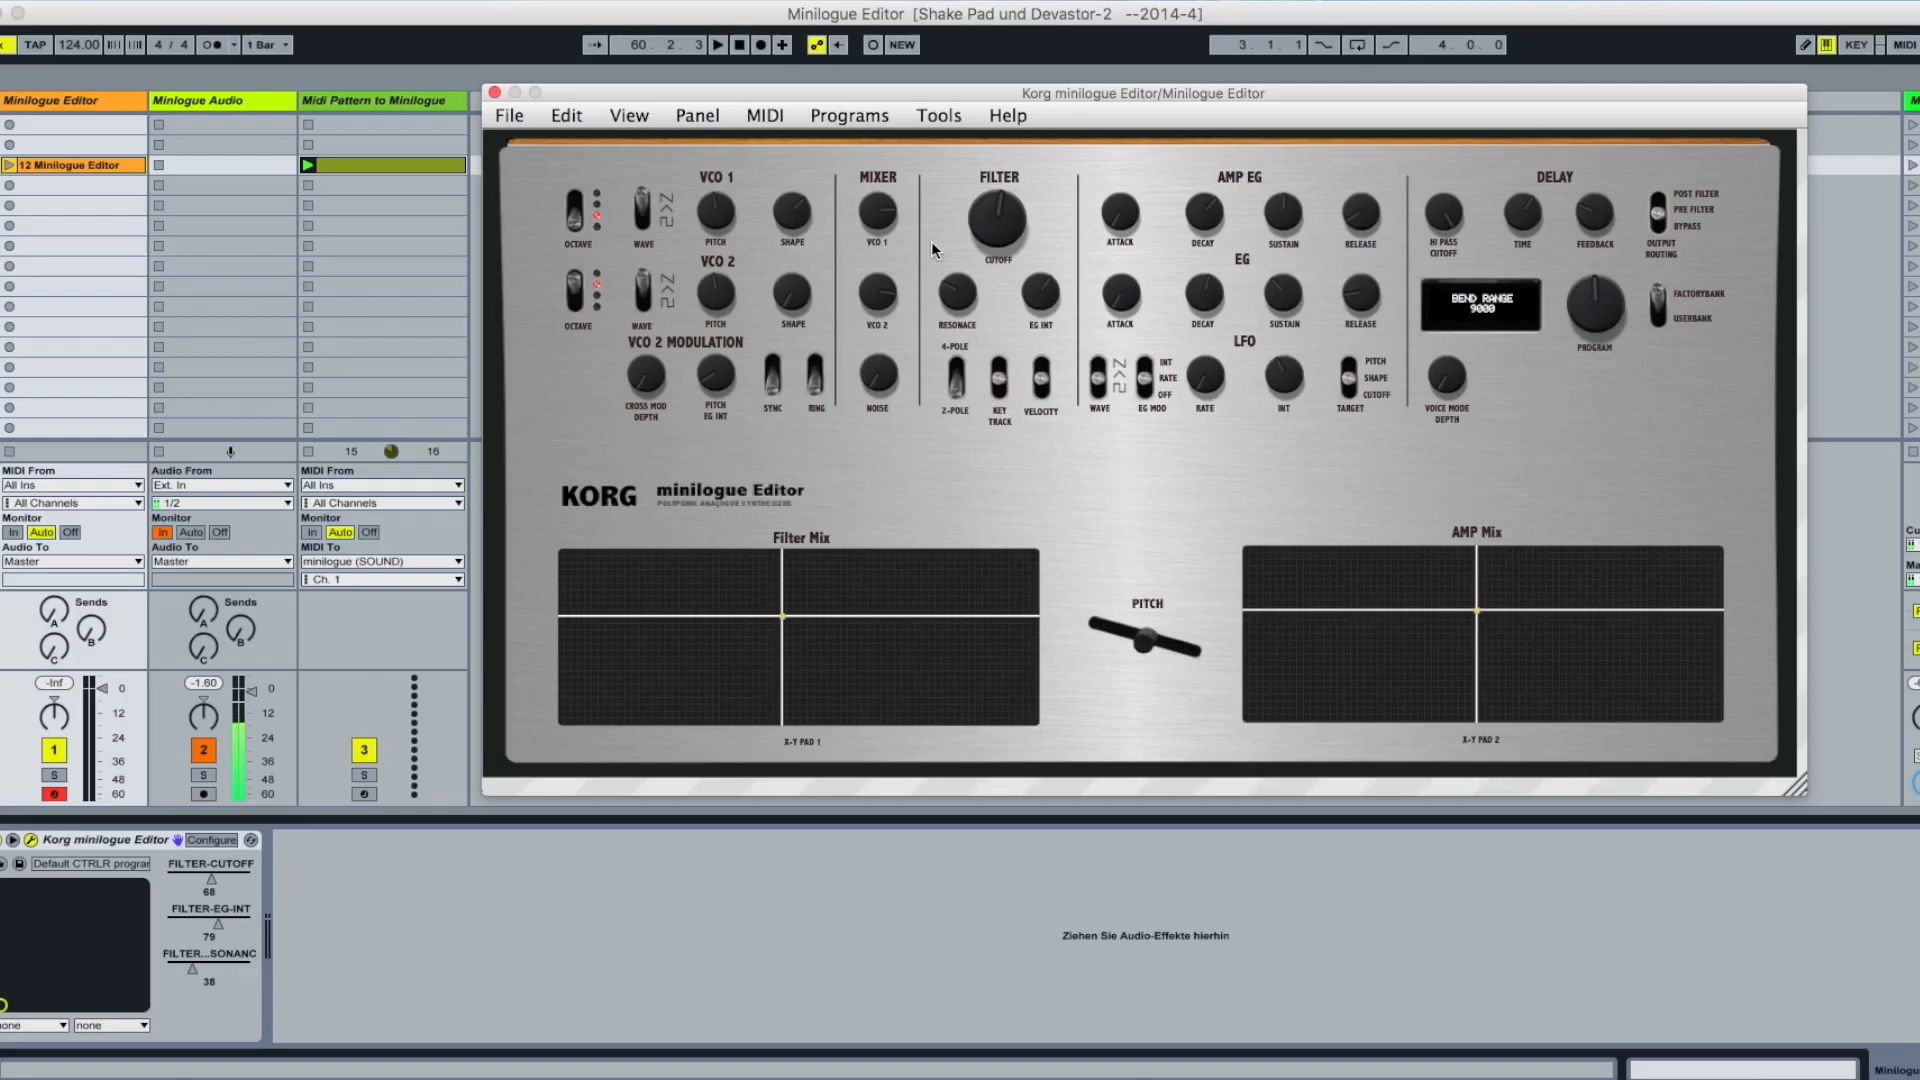 Minilogue Editor [Shake Pad und Devastor-2 --2014-4]
TAP 124.00 4 / 4 1 Bar 60. 2. 3 NEW 3. 1. 1 4. 0. 0 KEY MIDI
Minilogue Editor Minlogue Audio Midi Pattern to Minilogue
12 Minilogue Editor
15 16
MIDI From Audio From MIDI From
All Ins Ext. In All Ins
All Channels 1/2 All Channels
Monitor Monitor Monitor
In Auto Off In Auto Off In Auto Off
Audio To Audio To MIDI To
Master Master minilogue (SOUND)
Ch. 1
Sends Sends
A B A B
C C
-Inf -1.60
0 0
12 12
24 24
36 36
48 48
60 60
1 2 3
S S S
Korg minilogue Editor/Minilogue Editor
File Edit View Panel MIDI Programs Tools Help
VCO 1 MIXER FILTER AMP EG DELAY
POST FILTER
PRE FILTER
BYPASS
OCTAVE WAVE PITCH SHAPE VCO 1 CUTOFF ATTACK DECAY SUSTAIN RELEASE HI PASS CUTOFF TIME FEEDBACK OUTPUT ROUTING
VCO 2 EG
BEND RANGE
9000
FACTORYBANK
USERBANK
OCTAVE WAVE PITCH SHAPE VCO 2 RESONACE EG INT ATTACK DECAY SUSTAIN RELEASE PROGRAM
VCO 2 MODULATION 4-POLE LFO
INT
RATE
OFF
PITCH
SHAPE
CUTOFF
CROSS MOD DEPTH PITCH EG INT SYNC RING NOISE 2-POLE KEY TRACK VELOCITY WAVE EG MOD RATE INT TARGET VOICE MODE DEPTH
KORG minilogue Editor
POLYFONIC ANALOGUE SYNTHESIZER
Filter Mix AMP Mix
PITCH
X-Y PAD 1 X-Y PAD 2
Korg minilogue Editor Configure
Default CTRLR prograr
FILTER-CUTOFF
68
FILTER-EG-INT
79
FILTER...SONANC
38
none
Ziehen Sie Audio-Effekte hierhin